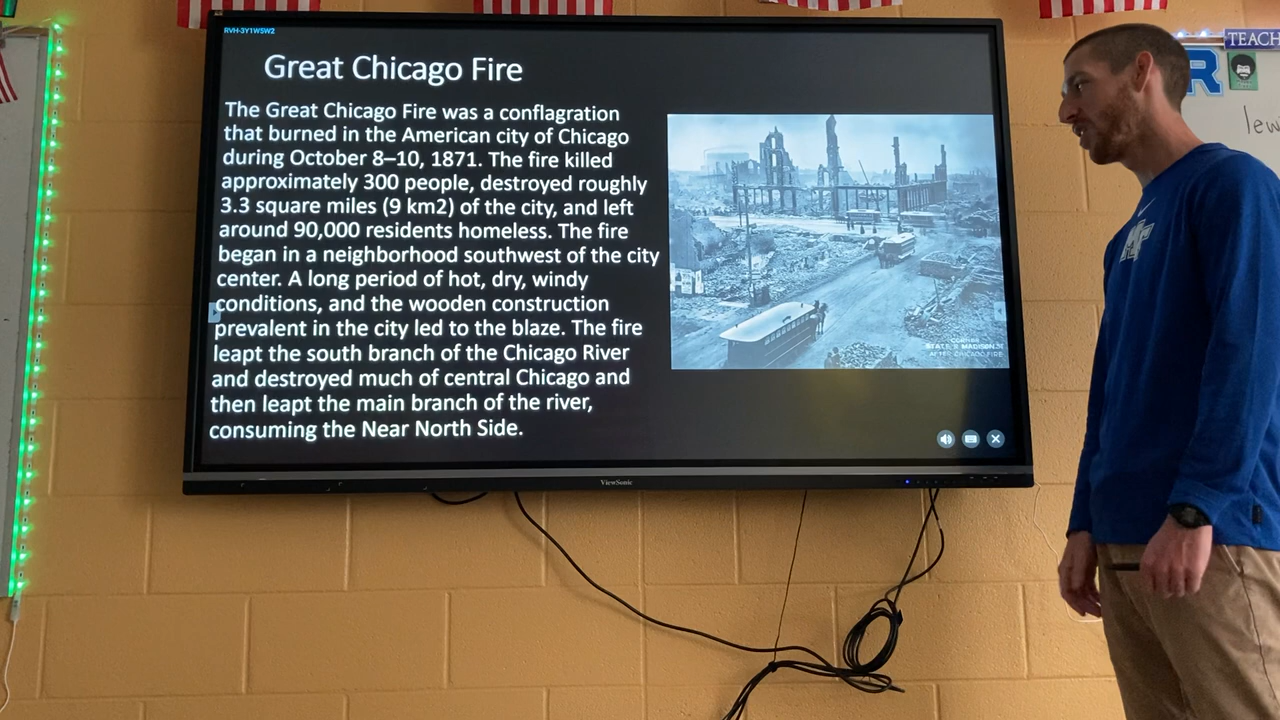 RVH-3Y1W5W2
TEACH
Great Chicago Fire
The Great Chicago Fire was a conflagration
that burned in the American city of Chicago
during October 8–10, 1871. The fire killed
approximately 300 people, destroyed roughly
3.3 square miles (9 km2) of the city, and left
around 90,000 residents homeless. The fire
began in a neighborhood southwest of the city
center. A long period of hot, dry, windy
conditions, and the wooden construction
prevalent in the city led to the blaze. The fire
leapt the south branch of the Chicago River
and destroyed much of central Chicago and
then leapt the main branch of the river,
consuming the Near North Side.
CORNER
STATE & MADISON ST
AFTER CHICAGO FIRE
ViewSonic
R
lew